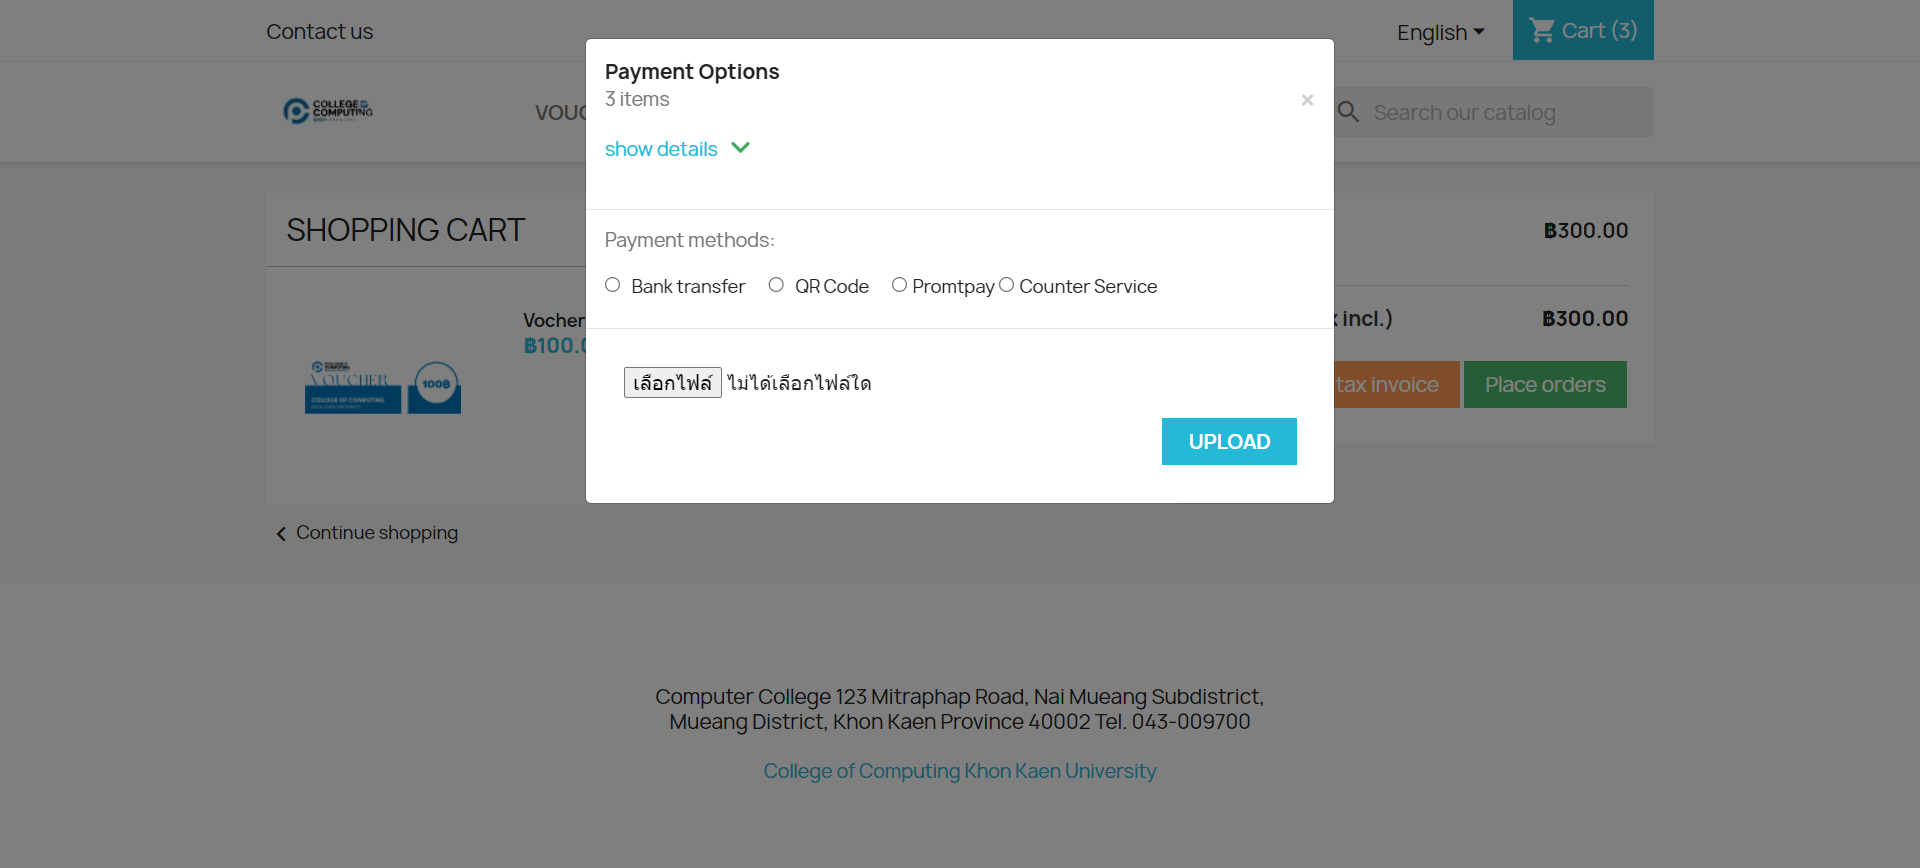 Contact us
English
Cart (3)
COLLEGE OF
COMPUTING
VOUC
Search our catalog
Payment Options
3 items
×
show details
SHOPPING CART
฿300.00
Payment methods:
Bank transfer
QR Code
Promtpay
Counter Service
Vocher
฿100.0
incl.)
฿300.00
VOUCHER
COLLEGE OF COMPUTING
KHON KAEN UNIVERSITY
100฿
เลือกไฟล์ ไม่ได้เลือกไฟล์ใด
tax invoice
Place orders
UPLOAD
Continue shopping
Computer College 123 Mitraphap Road, Nai Mueang Subdistrict,
Mueang District, Khon Kaen Province 40002 Tel. 043-009700
College of Computing Khon Kaen University